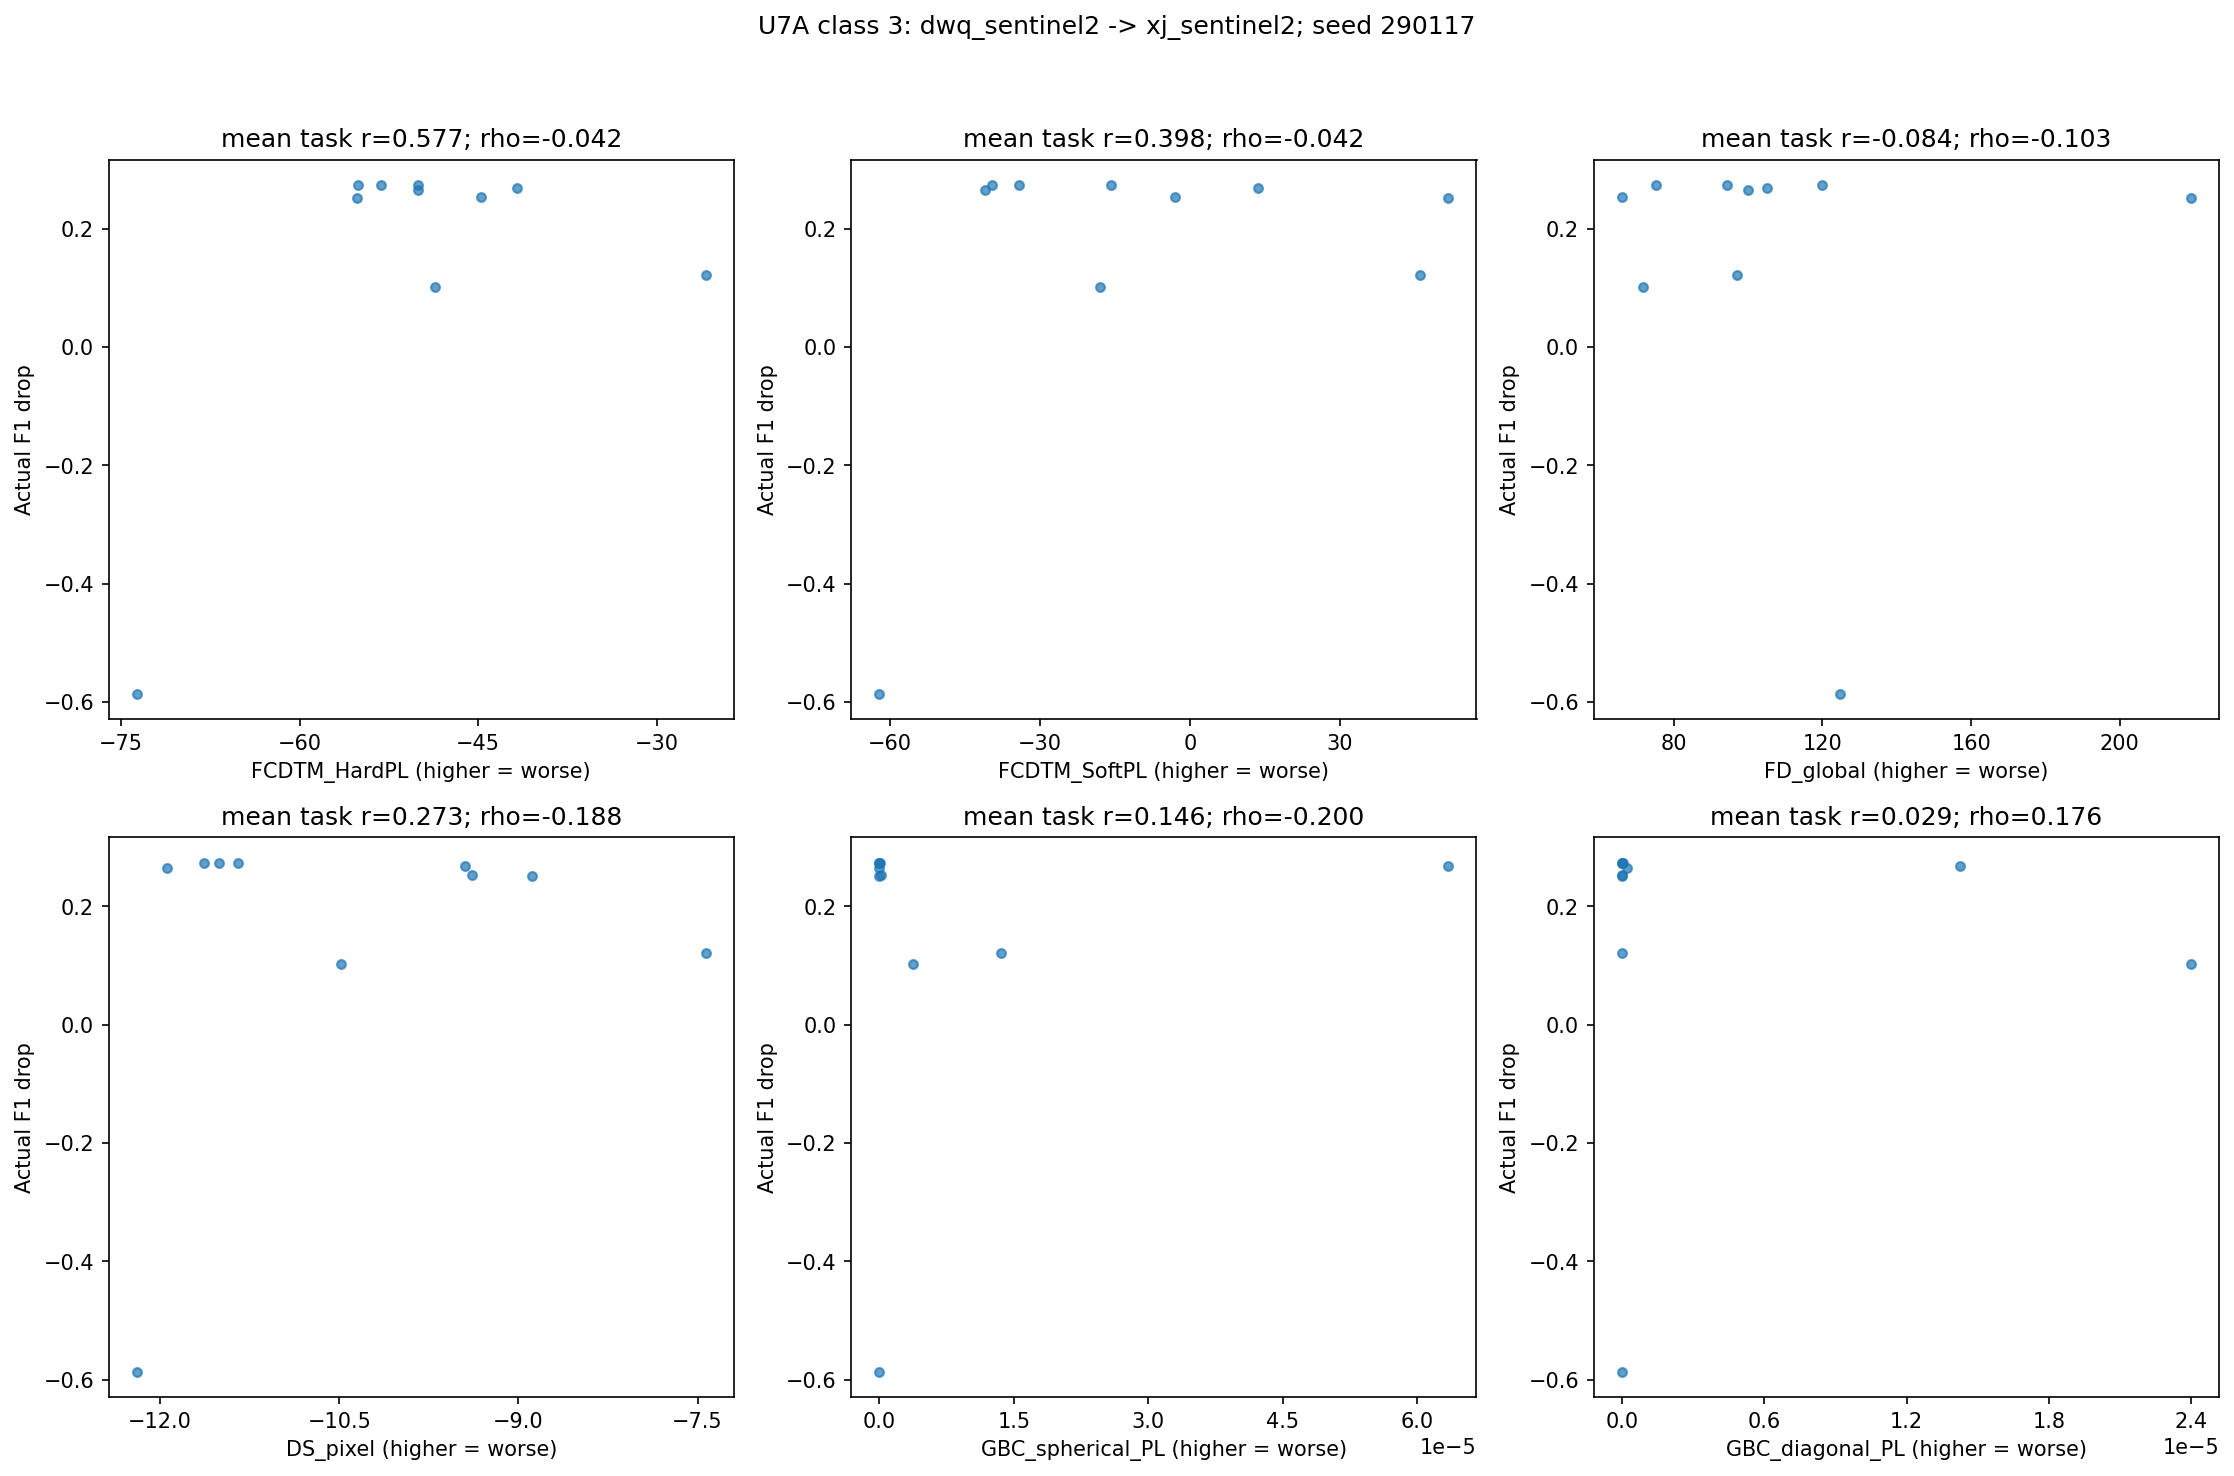 U7A class 3: dwq_sentinel2 -> xj_sentinel2; seed 290117
mean task r=0.577; rho=-0.042
0.2
0.0
−0.2
−0.4
−0.6
Actual F1 drop
−75
−60
−45
−30
FCDTM_HardPL (higher = worse)
mean task r=0.398; rho=-0.042
0.2
0.0
−0.2
−0.4
−0.6
Actual F1 drop
−60
−30
0
30
FCDTM_SoftPL (higher = worse)
mean task r=-0.084; rho=-0.103
0.2
0.0
−0.2
−0.4
−0.6
Actual F1 drop
80
120
160
200
FD_global (higher = worse)
mean task r=0.273; rho=-0.188
0.2
0.0
−0.2
−0.4
−0.6
Actual F1 drop
−12.0
−10.5
−9.0
−7.5
DS_pixel (higher = worse)
mean task r=0.146; rho=-0.200
0.2
0.0
−0.2
−0.4
−0.6
Actual F1 drop
0.0
1.5
3.0
4.5
6.0
1e−5
GBC_spherical_PL (higher = worse)
mean task r=0.029; rho=0.176
0.2
0.0
−0.2
−0.4
−0.6
Actual F1 drop
0.0
0.6
1.2
1.8
2.4
1e−5
GBC_diagonal_PL (higher = worse)